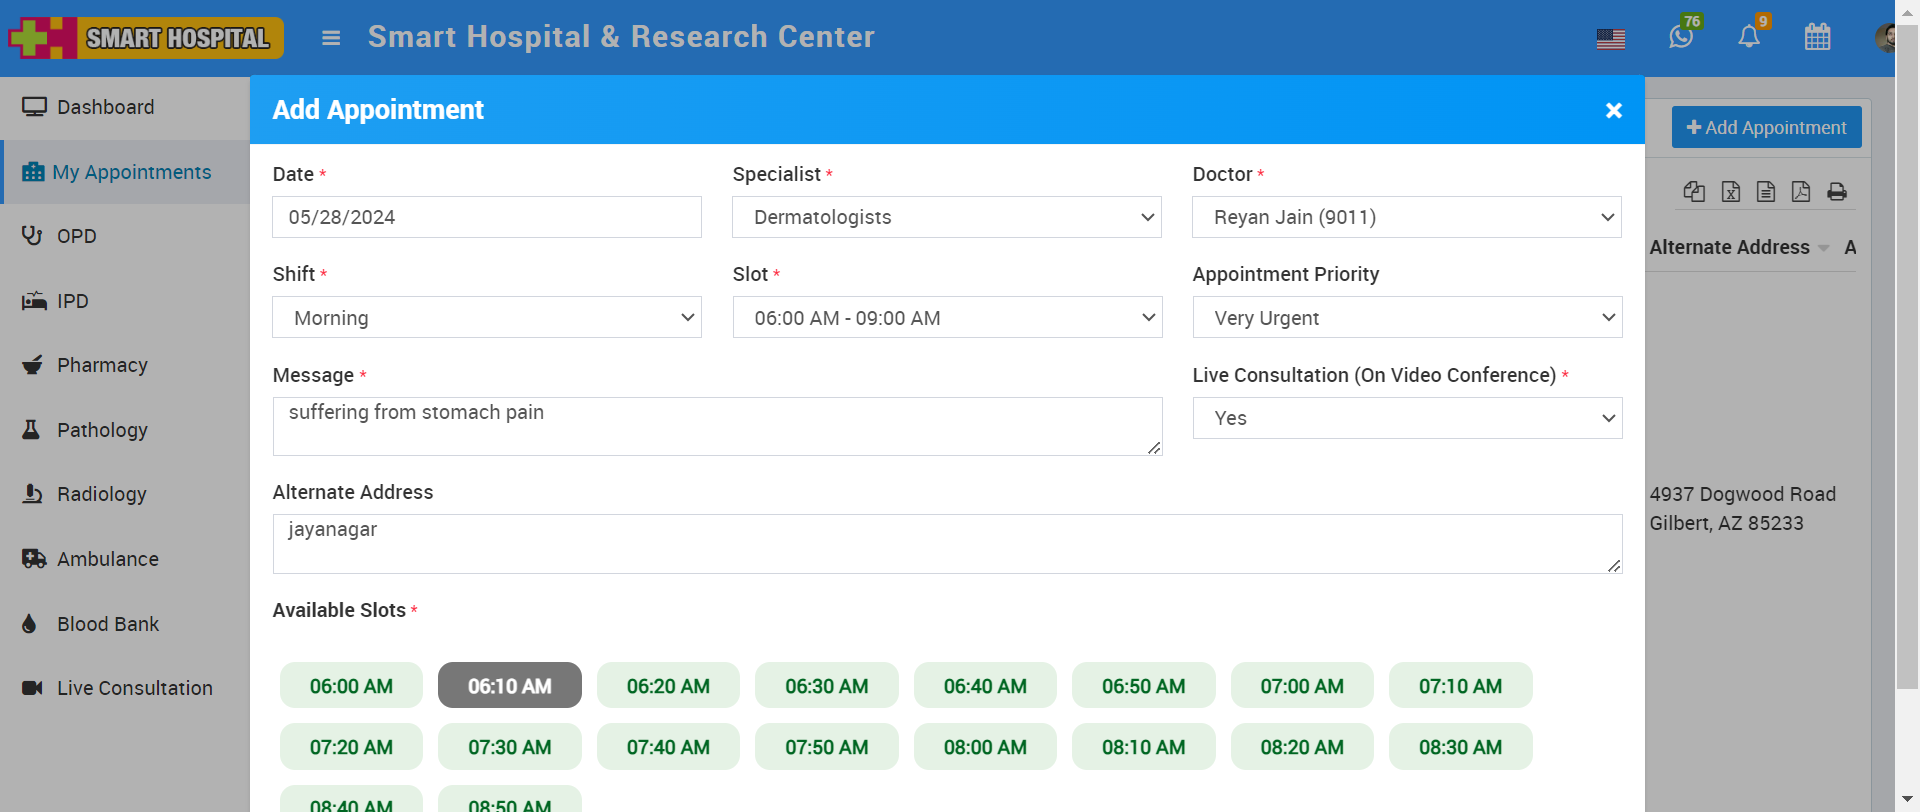 SMART HOSPITAL
Smart Hospital & Research Center
76
9
Dashboard
My Appointments
OPD
IPD
Pharmacy
Pathology
Radiology
Ambulance
Blood Bank
Live Consultation
Add Appointment
Date *
05/28/2024
Specialist *
Dermatologists
Doctor *
Reyan Jain (9011)
Shift *
Morning
Slot *
06:00 AM - 09:00 AM
Appointment Priority
Very Urgent
Message *
suffering from stomach pain
Live Consultation (On Video Conference) *
Yes
Alternate Address
jayanagar
Available Slots *
06:00 AM 06:10 AM 06:20 AM 06:30 AM 06:40 AM 06:50 AM 07:00 AM 07:10 AM
07:20 AM 07:30 AM 07:40 AM 07:50 AM 08:00 AM 08:10 AM 08:20 AM 08:30 AM
08:40 AM 08:50 AM
Add Appointment
Alternate Address A
4937 Dogwood Road
Gilbert, AZ 85233